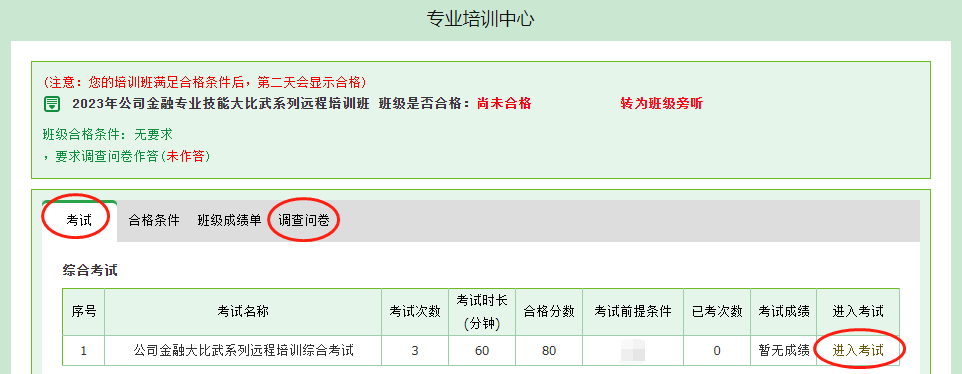 专业培训中心
(注意：您的培训班满足合格条件后，第二天会显示合格)
2023年公司金融专业技能大比武系列远程培训班 班级是否合格：尚未合格 转为班级旁听
班级合格条件：无要求
，要求调查问卷作答(未作答)
考试 合格条件 班级成绩单 调查问卷
综合考试
序号 考试名称 考试次数 考试时长(分钟) 合格分数 考试前提条件 已考次数 考试成绩 进入考试
1 公司金融大比武系列远程培训综合考试 3 60 80 0 暂无成绩 进入考试